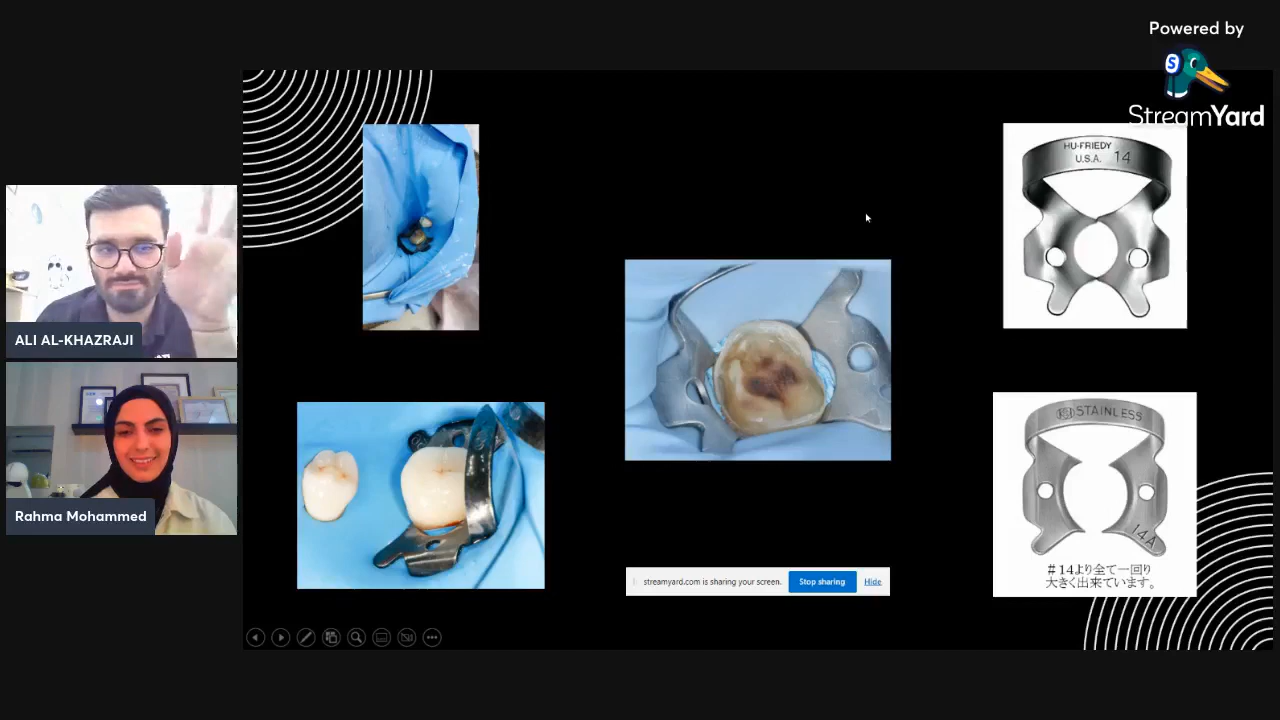 Powered by
StreamYard
HU-FRIEDY
U.S.A. 14
ALI AL-KHAZRAJI
STAINLESS
14A
Rahma Mohammed
#14より全て一回り
大きく出来ています。
streamyard.com is sharing your screen.
Stop sharing
Hide